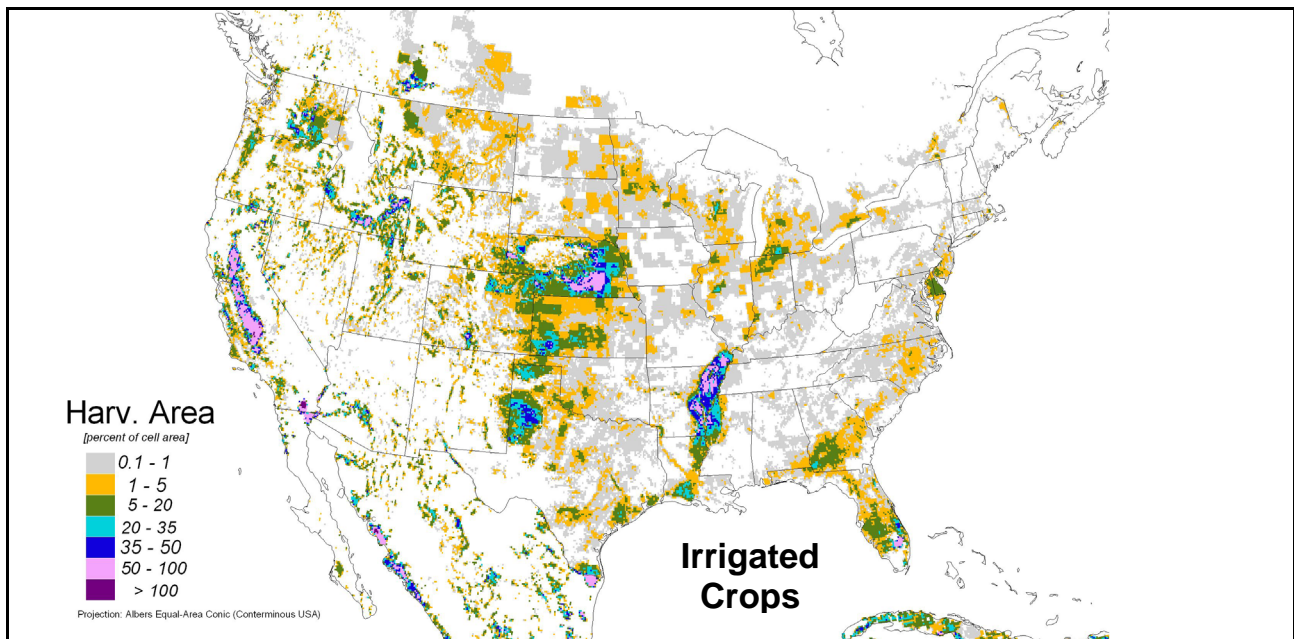 Harv. Area
[percent of cell area]
0.1 - 1
1 - 5
5 - 20
20 - 35
35 - 50
50 - 100
> 100
Projection: Albers Equal-Area Conic (Conterminous USA)
Irrigated
Crops